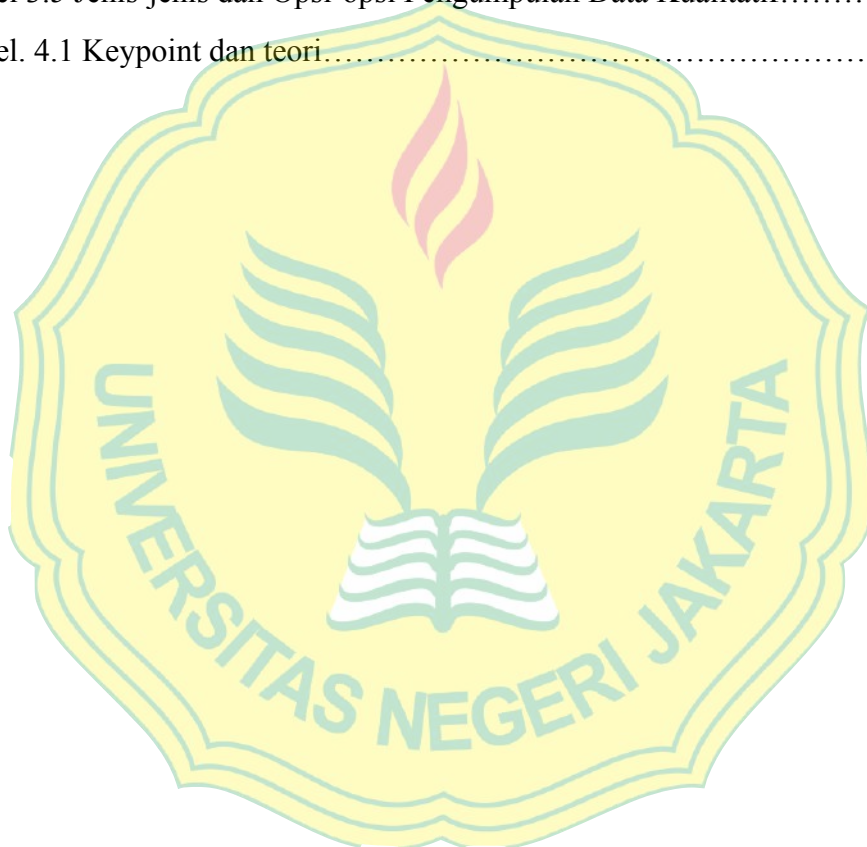 el 3.3 Jenis-jenis dan Opsi-opsi Pengumpulan Data Kualitatif………
el. 4.1 Keypoint dan teori……………………………………………………
UNIVERSITAS NEGERI JAKARTA